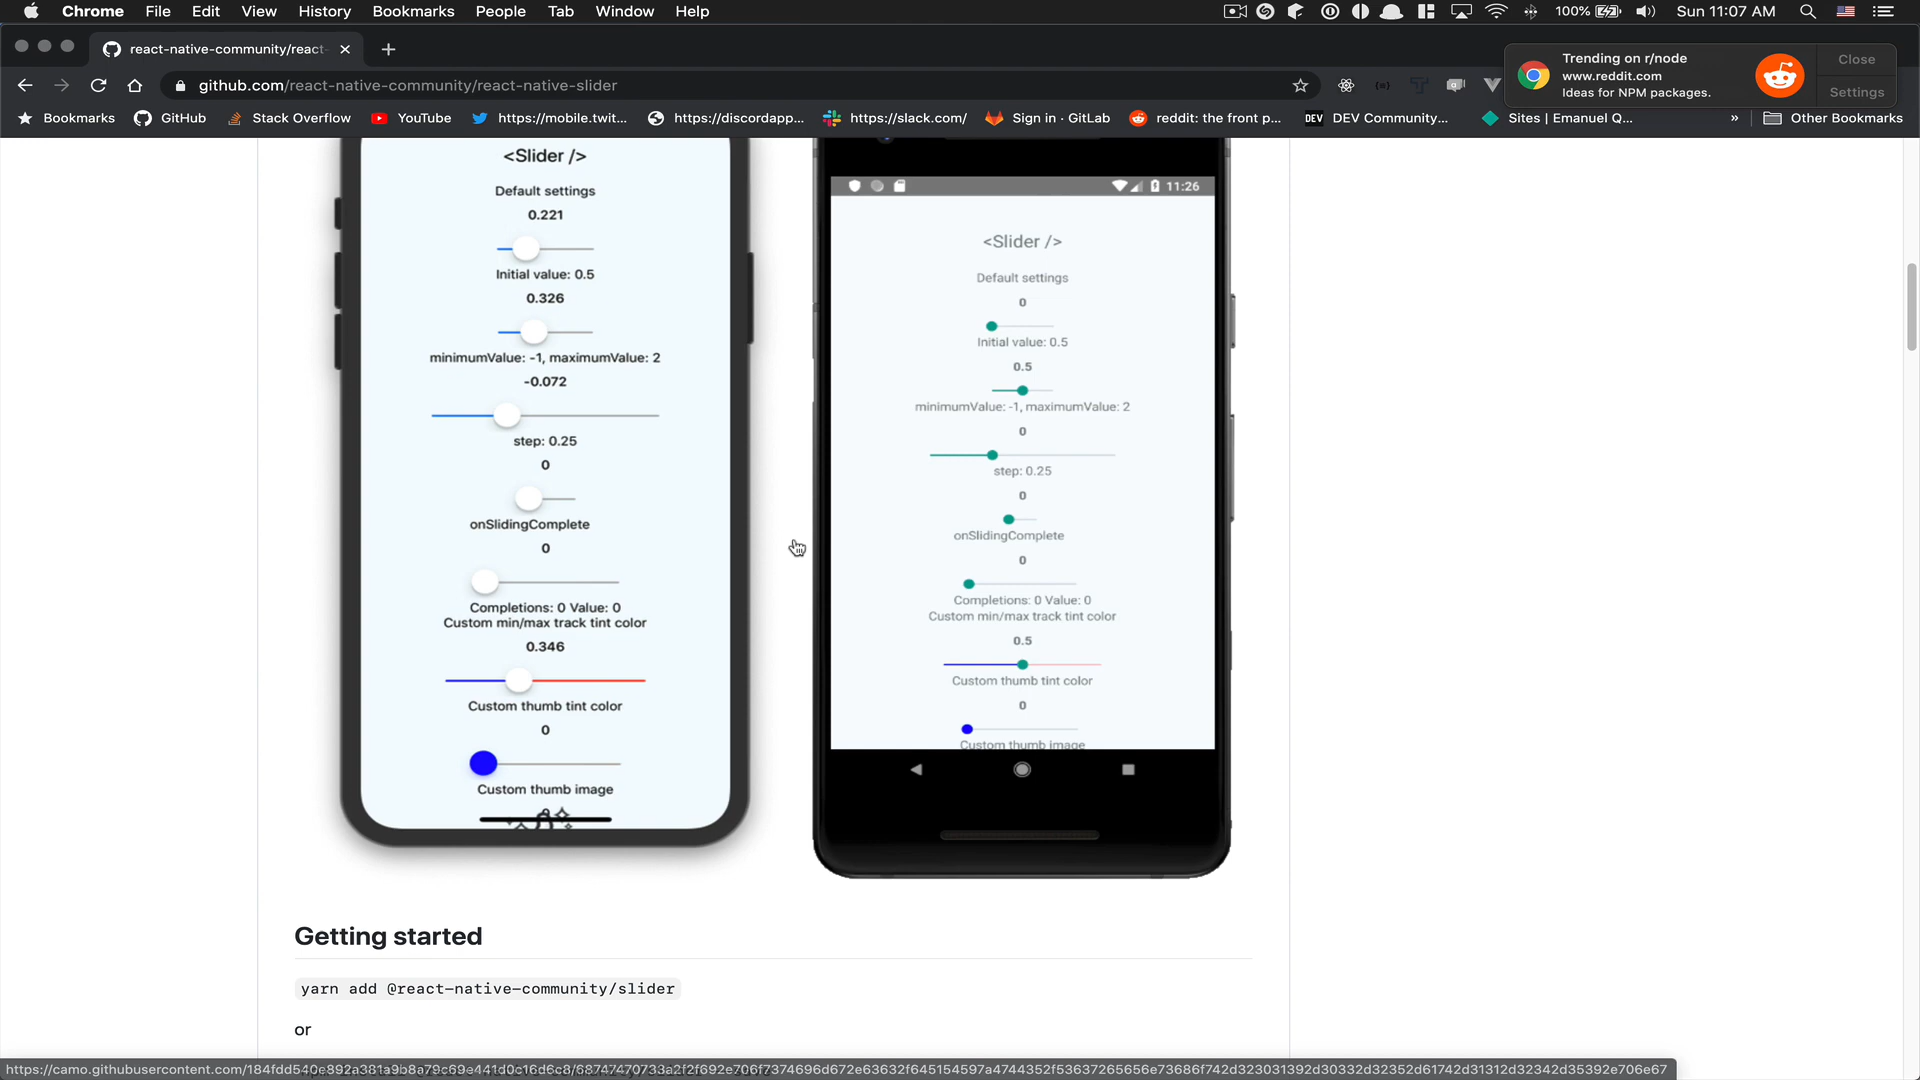 Chrome File Edit View History Bookmarks People Tab Window Help
100% Sun 11:07 AM
react-native-community/react-
Trending on r/node
www.reddit.com
Ideas for NPM packages.
Close
Settings
github.com/react-native-community/react-native-slider
Bookmarks GitHub Stack Overflow YouTube https://mobile.twit... https://discordapp... https://slack.com/ Sign in · GitLab reddit: the front p... DEV DEV Community... Sites | Emanuel Q... » Other Bookmarks
<Slider />
Default settings
0.221
Initial value: 0.5
0.326
minimumValue: -1, maximumValue: 2
-0.072
step: 0.25
0
onSlidingComplete
0
Completions: 0 Value: 0
Custom min/max track tint color
0.346
Custom thumb tint color
0
Custom thumb image
11:26
<Slider />
Default settings
0
Initial value: 0.5
0.5
minimumValue: -1, maximumValue: 2
0
step: 0.25
0
onSlidingComplete
0
Completions: 0 Value: 0
Custom min/max track tint color
0.5
Custom thumb tint color
0
Custom thumb image
Getting started
yarn add @react-native-community/slider
or